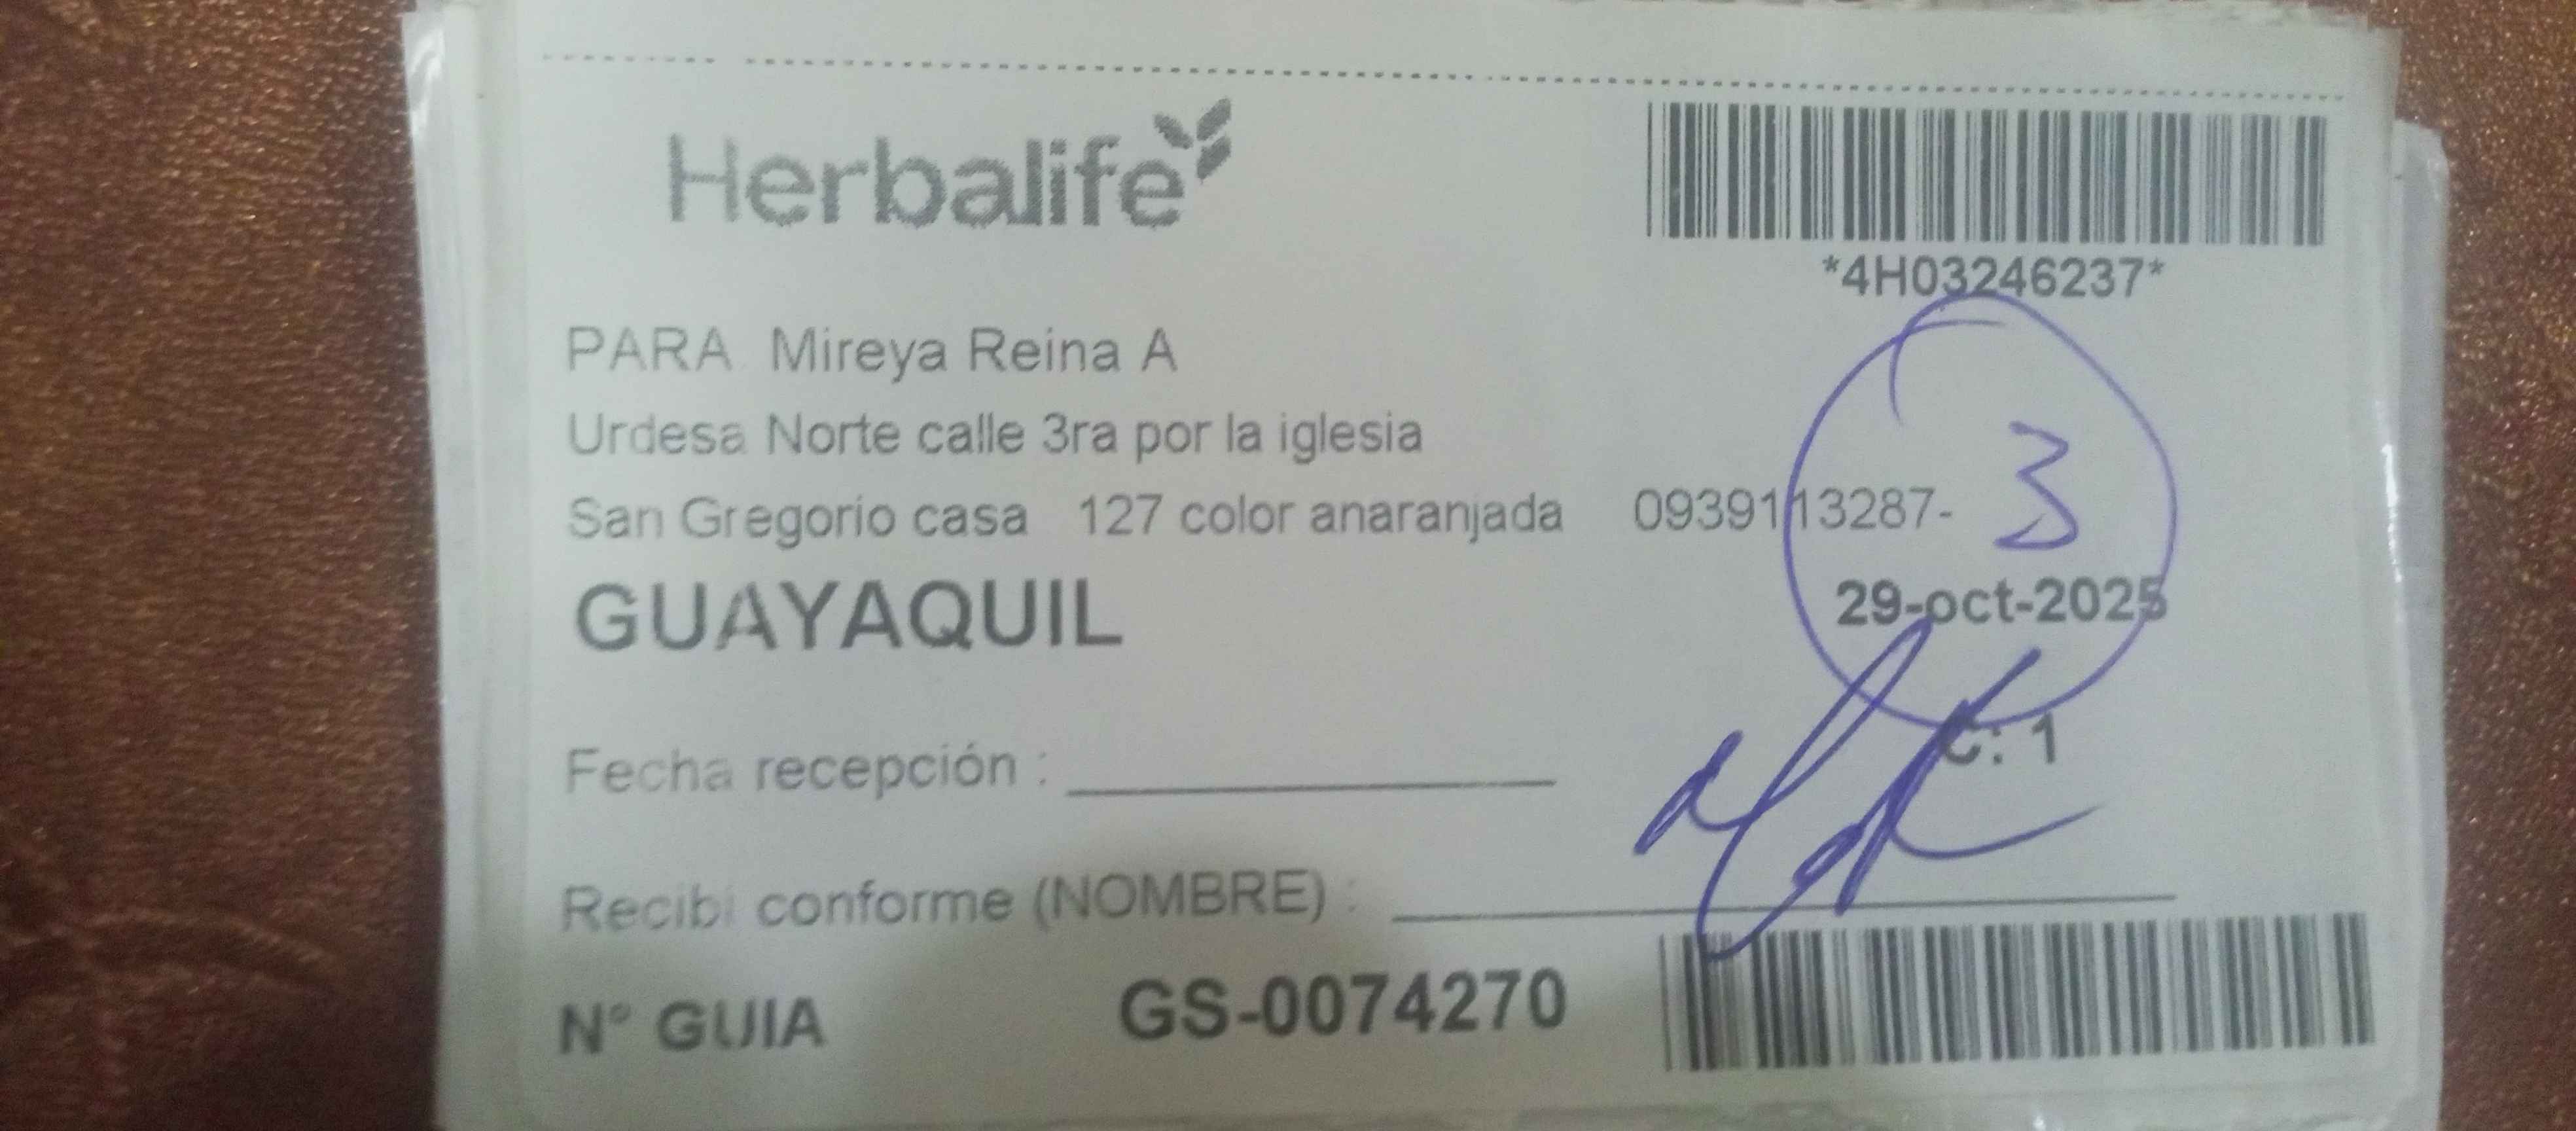 Herbalife
*4H03246237*
PARA Mireya Reina A
Urdesa Norte calle 3ra por la iglesia
San Gregorio casa 127 color anaranjada 0939113287-
3
GUAYAQUIL
29-oct-2025
C: 1
Fecha recepción :
Recibi conforme (NOMBRE) :
N° GUIA GS-0074270